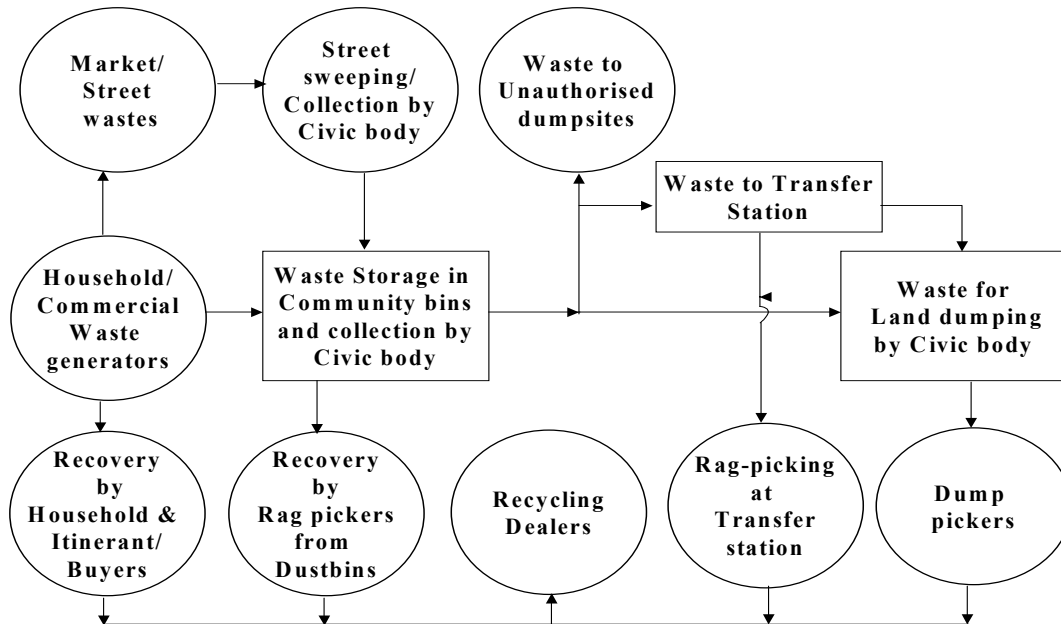 Market/
Street
wastes
Street
sweeping/
Collection by
Civic body
Waste to
Unauthorised
dumpsites
Waste to Transfer
Station
Household/
Commercial
Waste
generators
Waste Storage in
Community bins
and collection by
Civic body
Waste for
Land dumping
by Civic body
Recovery
by
Household &
Itinerant/
Buyers
Recovery
by
Rag pickers
from
Dustbins
Recycling
Dealers
Rag-picking
at
Transfer
station
Dump
pickers